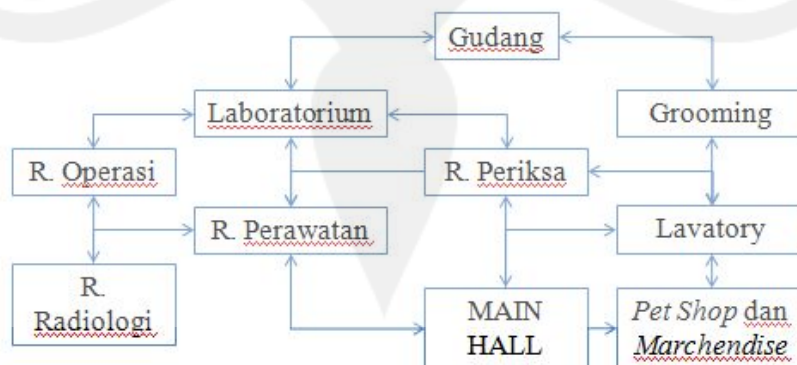 Gudang
Laboratorium
Grooming
R. Operasi
R. Periksa
R. Perawatan
Lavatory
R.
Radiologi
MAIN
HALL
Pet Shop dan
Marchendise